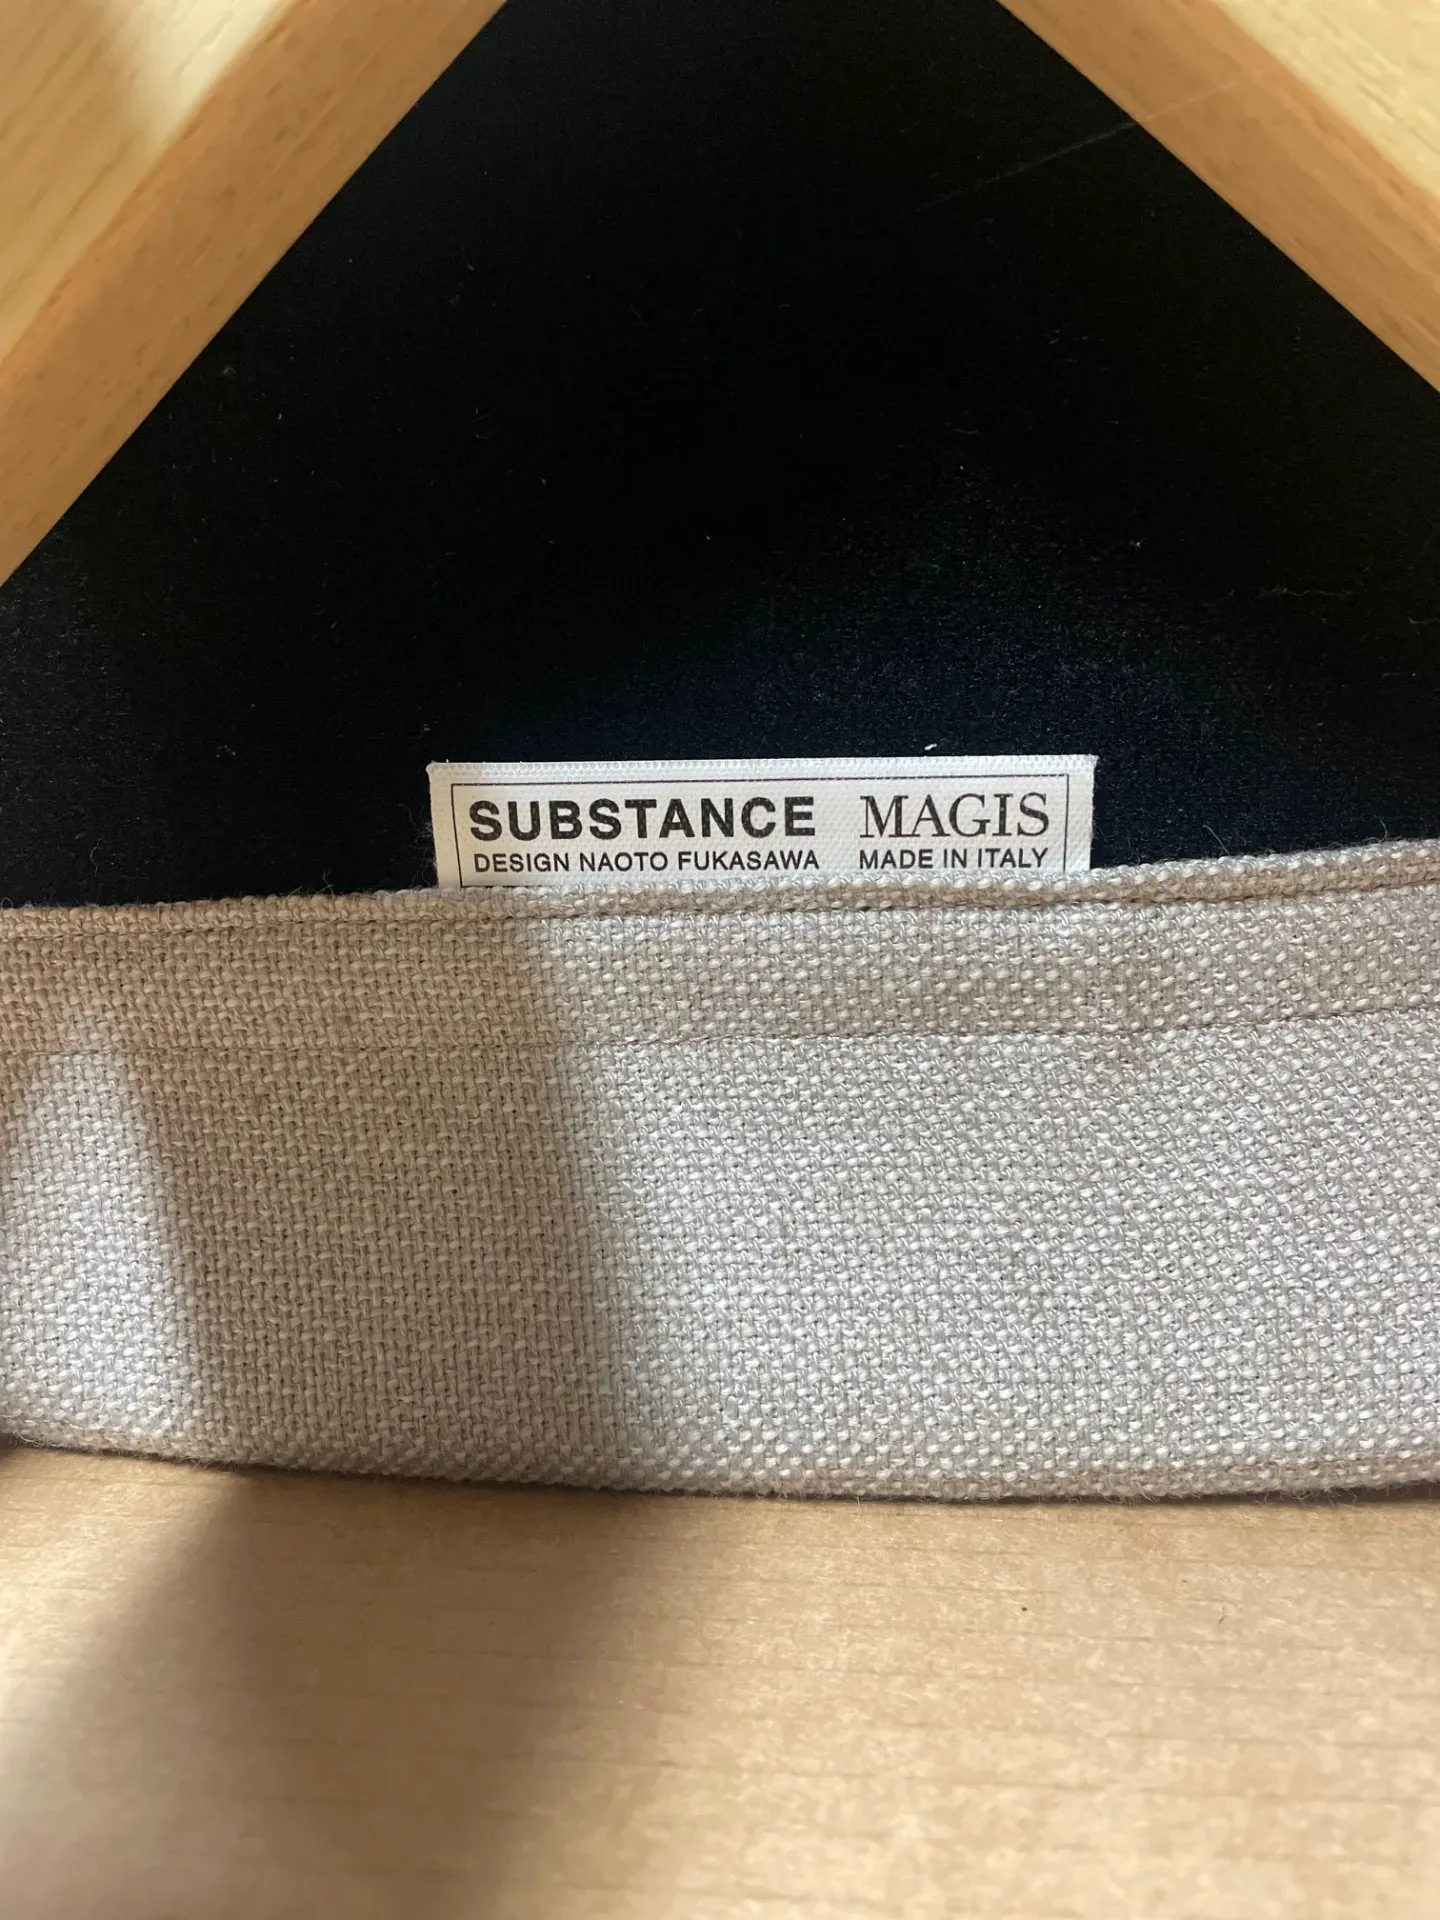 SUBSTANCE MAGIS
DESIGN NAOTO FUKASAWA MADE IN ITALY